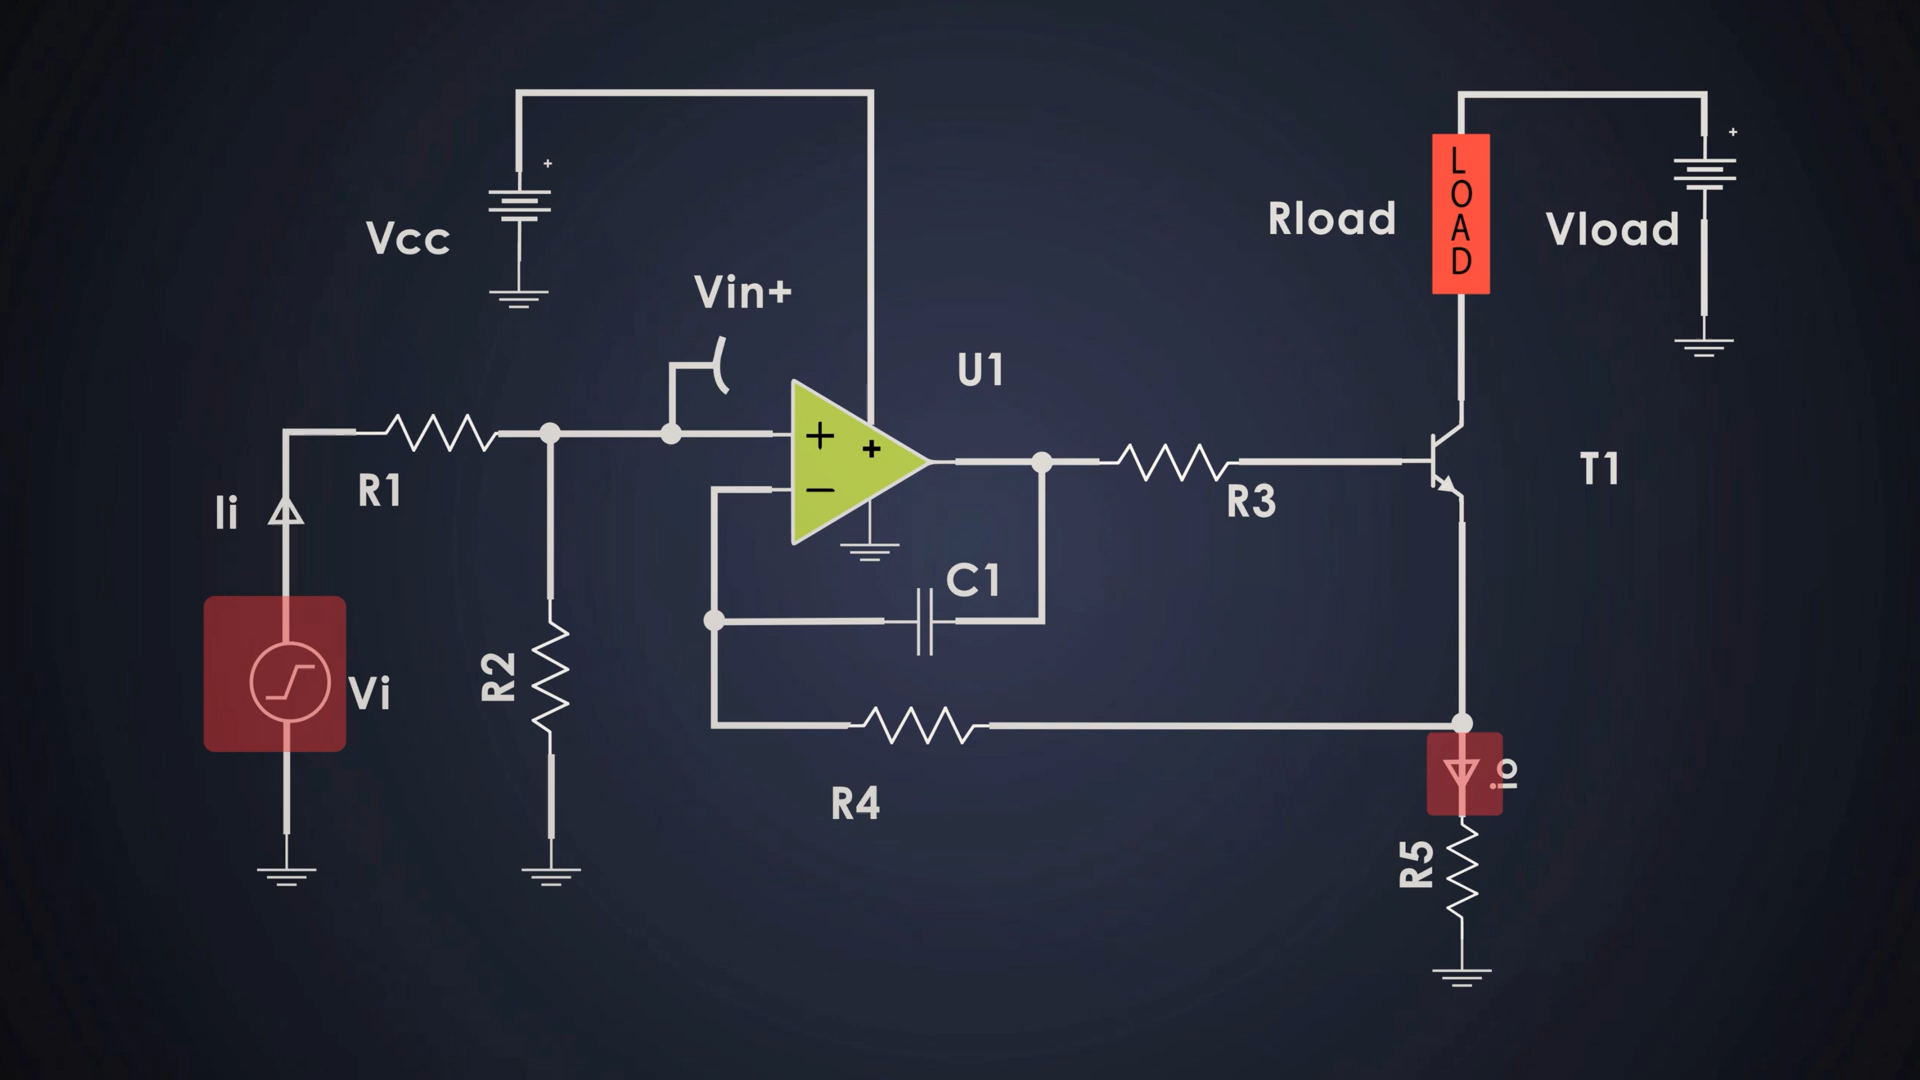 Vcc
Vin+
U1
Rload
LOAD
Vload
Ii
R1
R3
T1
C1
Vi
R2
R4
io
R5